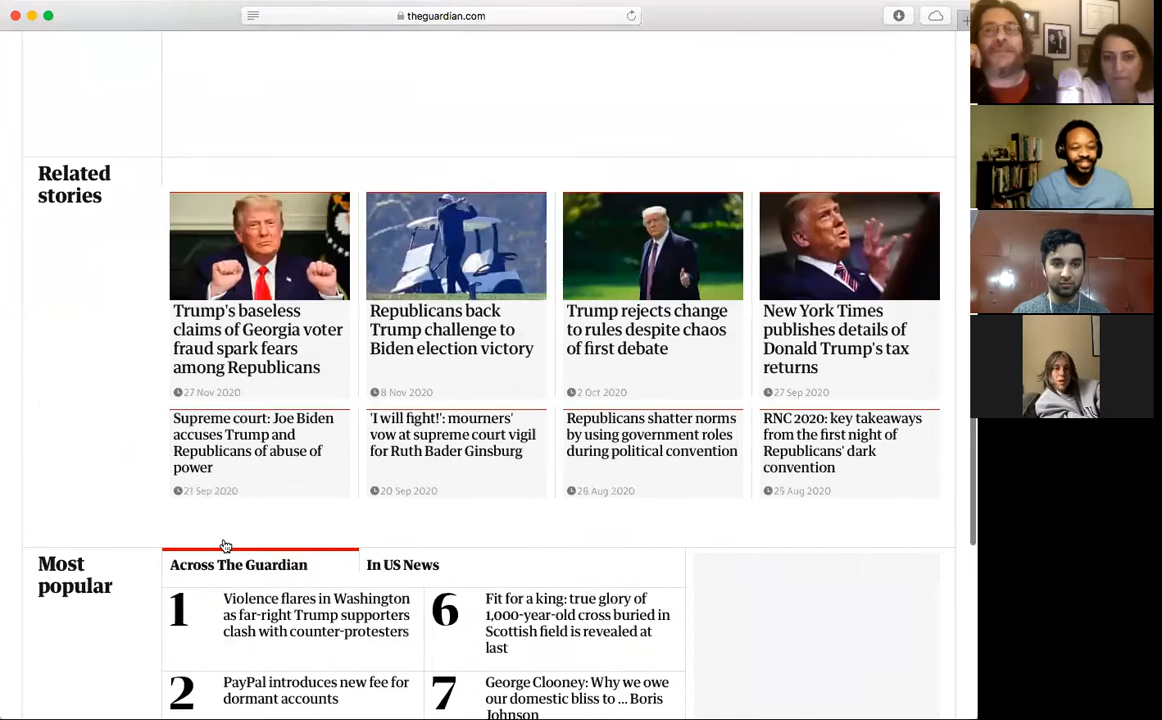 theguardian.com
Related
stories
Trump's baseless
claims of Georgia voter
fraud spark fears
among Republicans
27 Nov 2020
Republicans back
Trump challenge to
Biden election victory
8 Nov 2020
Trump rejects change
to rules despite chaos
of first debate
2 Oct 2020
New York Times
publishes details of
Donald Trump's tax
returns
27 Sep 2020
Supreme court: Joe Biden
accuses Trump and
Republicans of abuse of
power
21 Sep 2020
'I will fight!': mourners'
vow at supreme court vigil
for Ruth Bader Ginsburg
20 Sep 2020
Republicans shatter norms
by using government roles
during political convention
26 Aug 2020
RNC 2020: key takeaways
from the first night of
Republicans' dark
convention
25 Aug 2020
Most
popular
Across The Guardian
In US News
1
Violence flares in Washington
as far-right Trump supporters
clash with counter-protesters
2
PayPal introduces new fee for
dormant accounts
6
Fit for a king: true glory of
1,000-year-old cross buried in
Scottish field is revealed at
last
7
George Clooney: Why we owe
our domestic bliss to ... Boris
Johnson